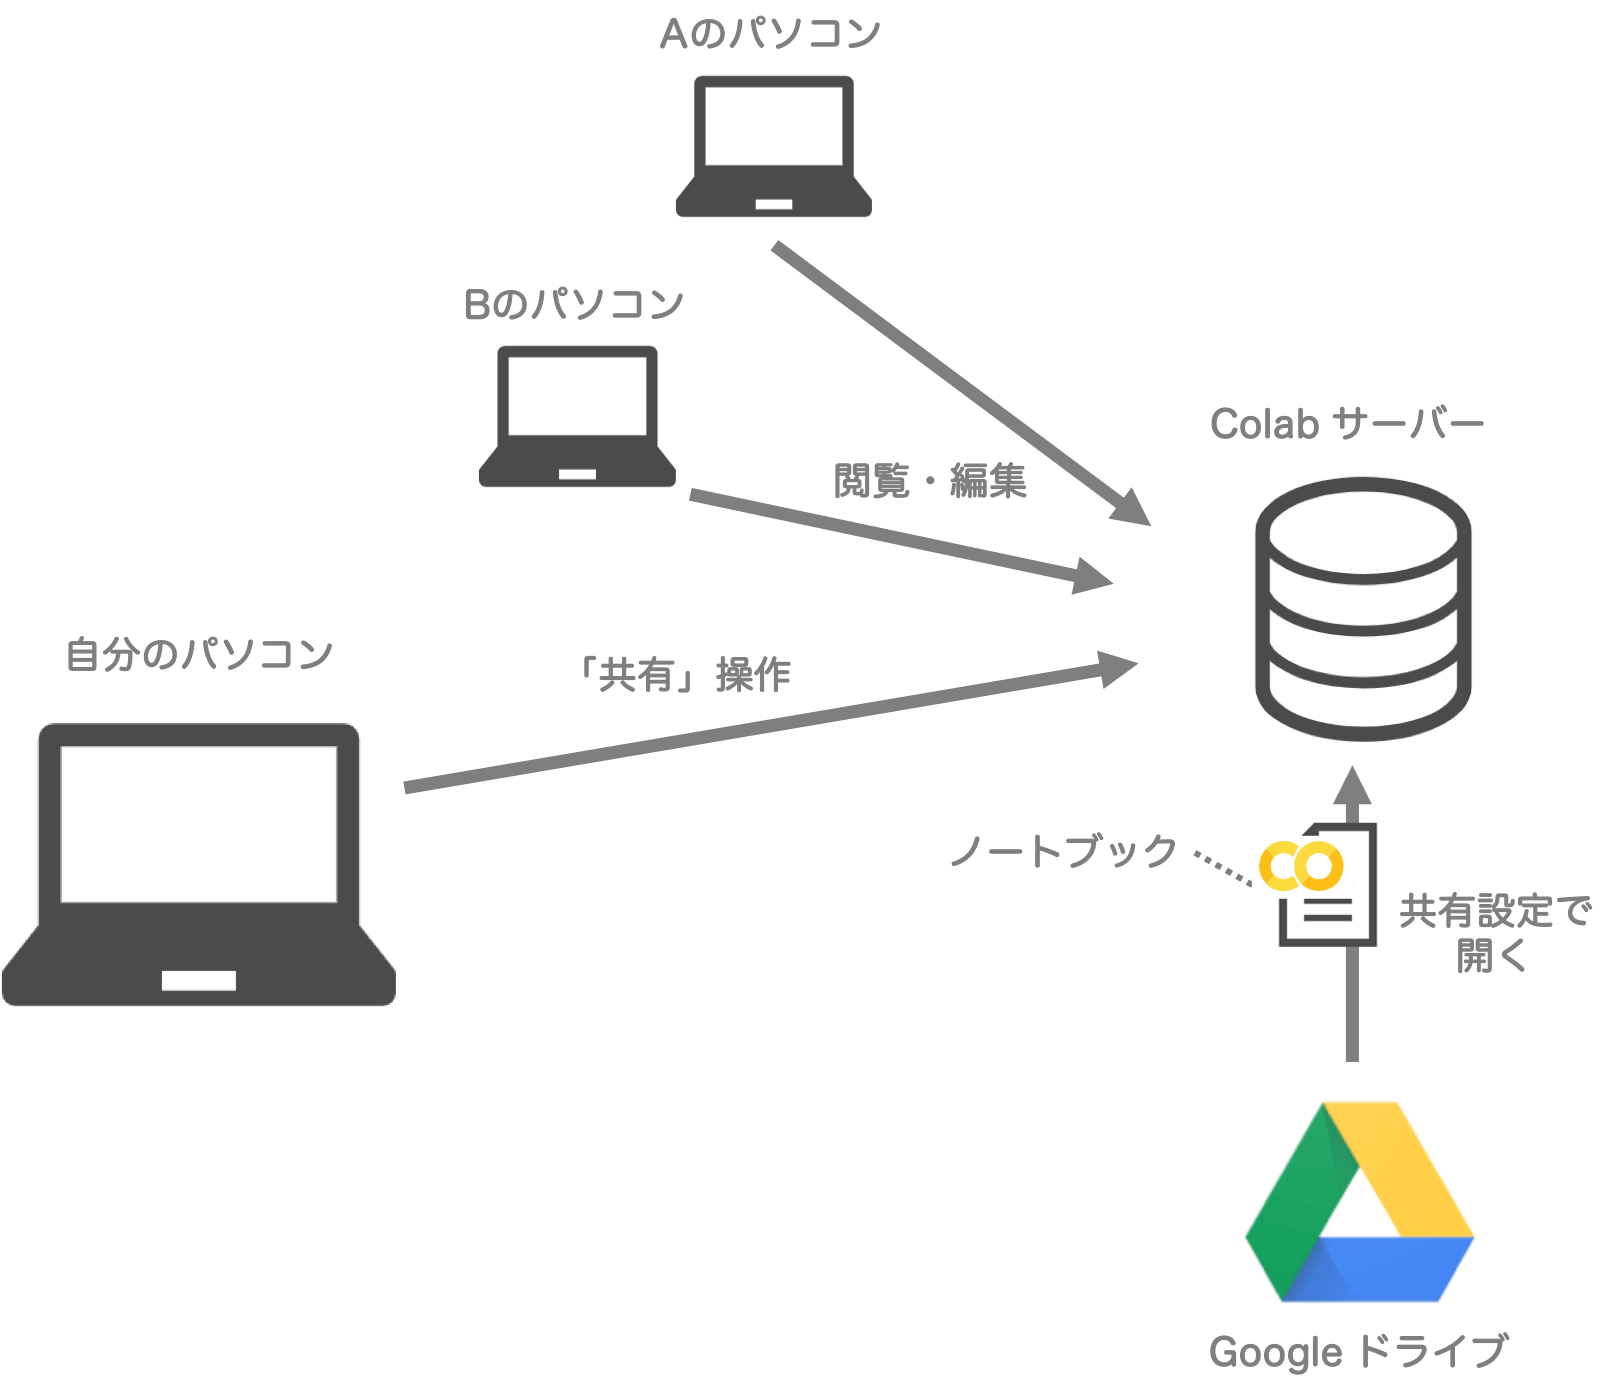 Aのパソコン
Bのパソコン
閲覧・編集
Colab サーバー
自分のパソコン
「共有」操作
ノートブック
CO
共有設定で
開く
Google ドライブ